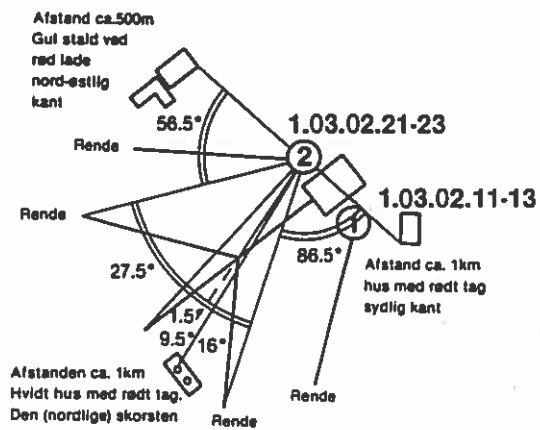 Afstand ca.500m
Gul stald ved
rød lade
nord-østlig
kant
56.5°
1.03.02.21-23
Rende
2
1.03.02.11-13
Rende
1
86.5°
27.5°
Afstand ca. 1km
hus med rødt tag
sydlig kant
1.5°
9.5°
16°
Afstanden ca. 1km
Hvidt hus med rødt tag.
Den (nordlige) skorsten
Rende
Rende